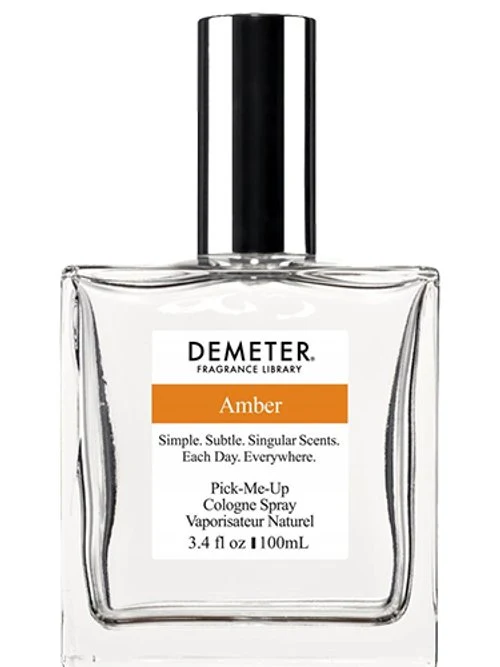 DEMETER®
FRAGRANCE LIBRARY
Amber
Simple. Subtle. Singular Scents.
Each Day. Everywhere.
Pick-Me-Up
Cologne Spray
Vaporisateur Naturel
3.4 fl oz ❙ 100mL